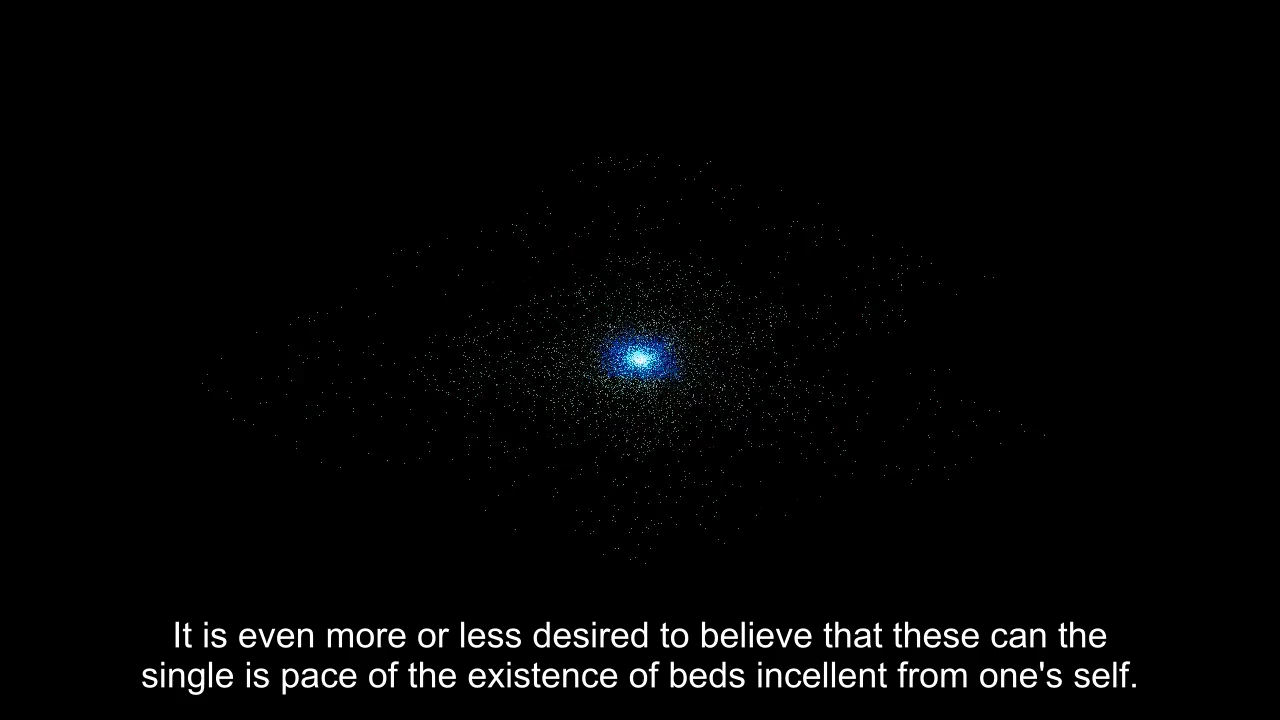 It is even more or less desired to believe that these can the
single is pace of the existence of beds incellent from one's self.